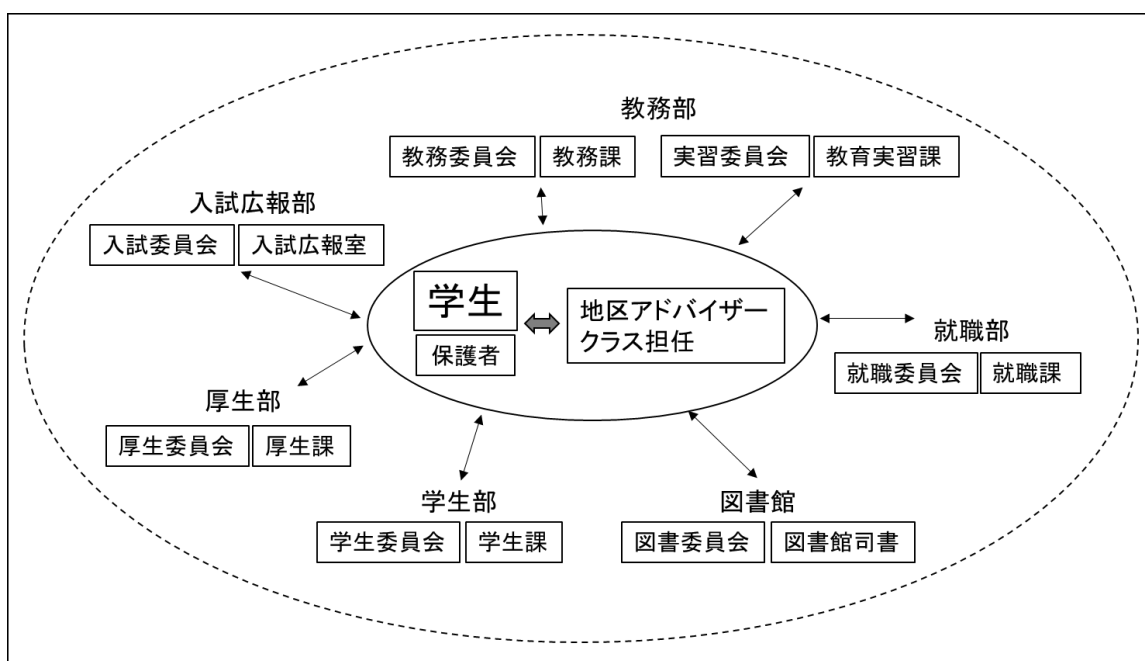 教務部
教務委員会 教務課 実習委員会 教育実習課
入試広報部
入試委員会 入試広報室
学生
保護者
地区アドバイザー
クラス担任
就職部
就職委員会 就職課
厚生部
厚生委員会 厚生課
学生部
学生委員会 学生課
図書館
図書委員会 図書館司書